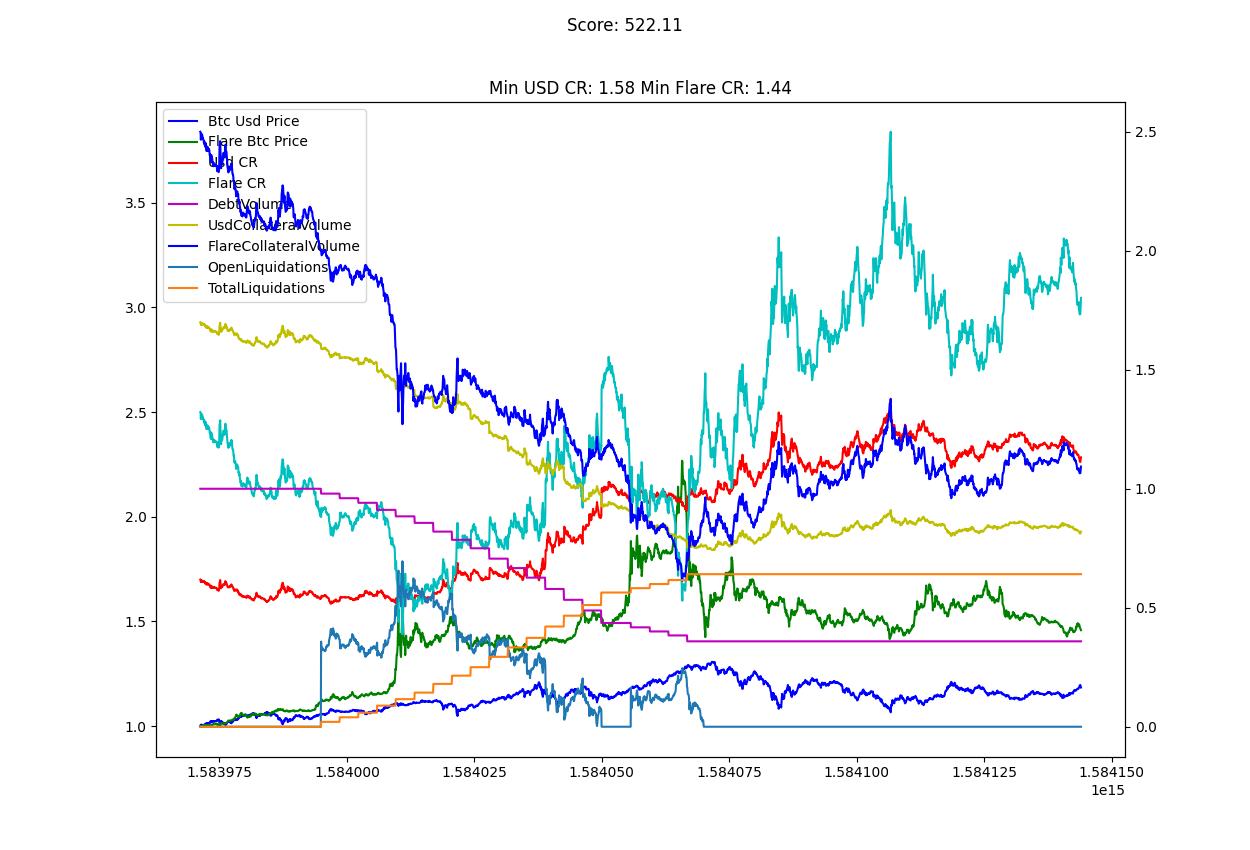 Score: 522.11
Min USD CR: 1.58 Min Flare CR: 1.44
Btc Usd Price
Flare Btc Price
Usd CR
Flare CR
DebtVolume
UsdCollateralVolume
FlareCollateralVolume
OpenLiquidations
TotalLiquidations
3.5
3.0
2.5
2.0
1.5
1.0
2.5
2.0
1.5
1.0
0.5
0.0
1.583975 1.584000 1.584025 1.584050 1.584075 1.584100 1.584125 1.584150
1e15